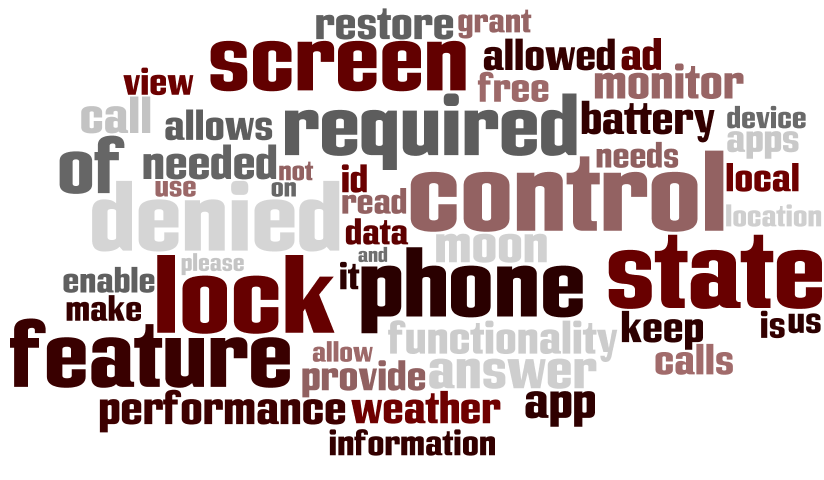 restore grant
screen allowed ad
view free monitor
call allows required battery device
apps
of needed not needs
use on id control local
denied read location
data moon
please and state
enable lock it phone
make keep is us
feature functionality
allow calls
provide answer
performance weather app
information